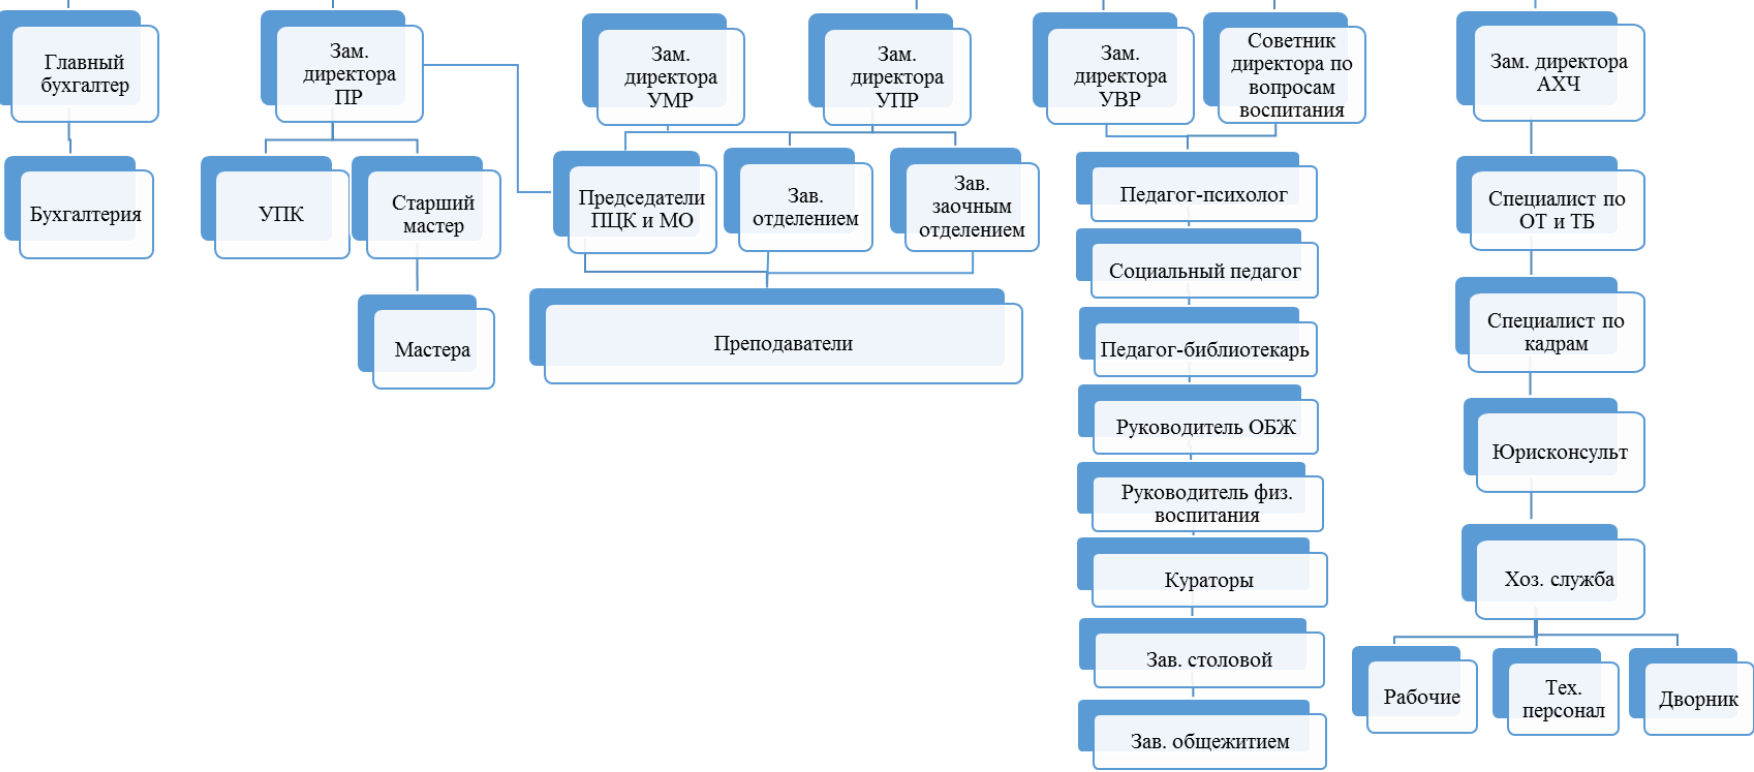 Главный
бухгалтер
Зам.
директора
ПР
Зам.
директора
УМР
Зам.
директора
УПР
Зам.
директора
УВР
Советник
директора по
вопросам
воспитания
Зам. директора
АХЧ
Бухгалтерия
УПК
Старший
мастер
Мастера
Председатели
ПЦК и МО
Зав.
отделением
Зав.
заочным
отделением
Преподаватели
Педагог-психолог
Социальный педагог
Педагог-библиотекарь
Руководитель ОБЖ
Руководитель физ.
воспитания
Кураторы
Зав. столовой
Зав. общежитием
Специалист по
ОТ и ТБ
Специалист по
кадрам
Юрисконсульт
Хоз. служба
Рабочие
Тех.
персонал
Дворник